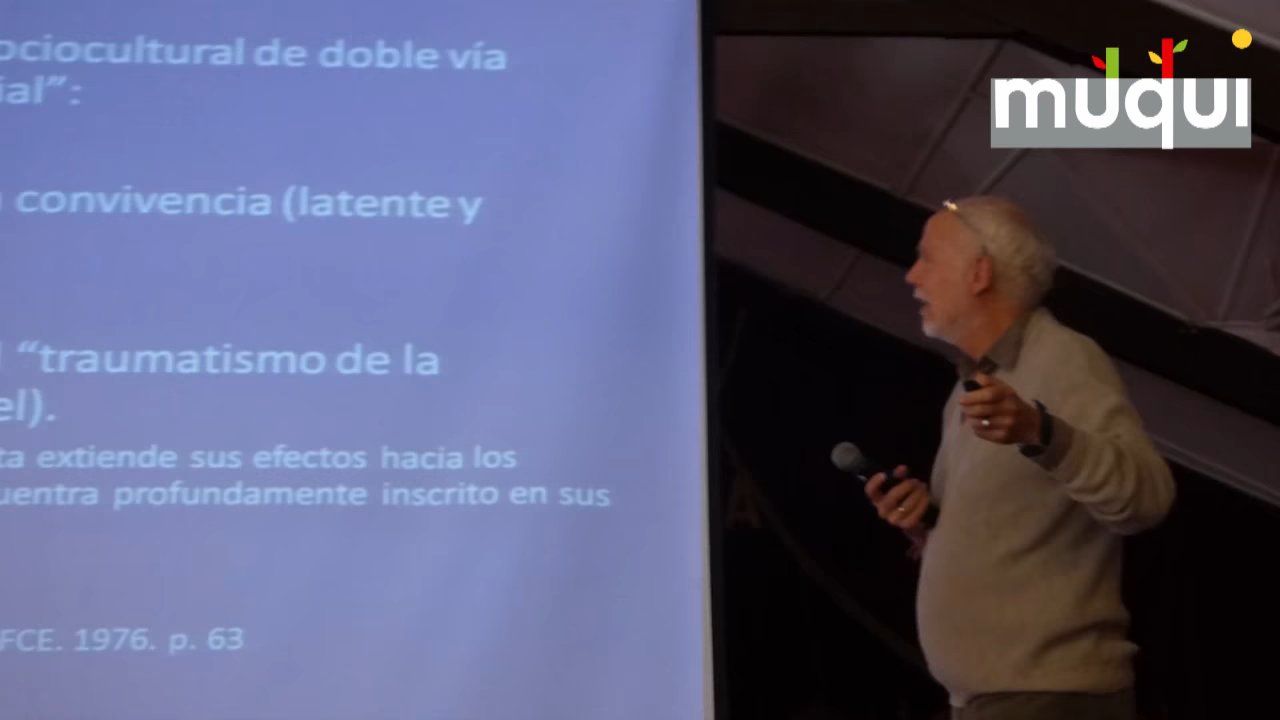 ociocultural de doble vía
ial”:
convivencia (latente y
“traumatismo de la
el).
ta extiende sus efectos hacia los
uentra profundamente inscrito en sus
FCE. 1976. p. 63
muqui